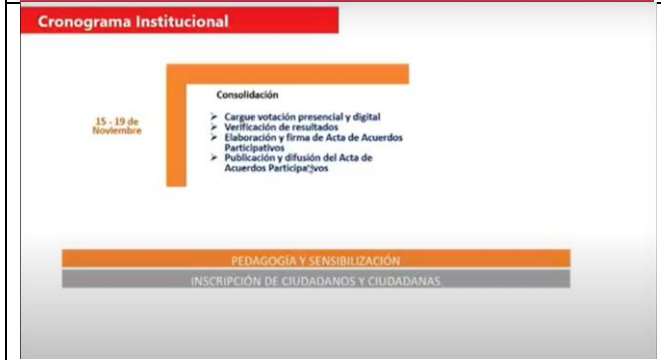 Cronograma Institucional
Consolidación
15 - 19 de
Noviembre
➢ Cargue votación presencial y digital
➢ Verificación de resultados
➢ Elaboración y firma de Acta de Acuerdos
Participativos
➢ Publicación y difusión del Acta de
Acuerdos Participativos
PEDAGOGÍA Y SENSIBILIZACIÓN
INSCRIPCIÓN DE CIUDADANOS Y CIUDADANAS